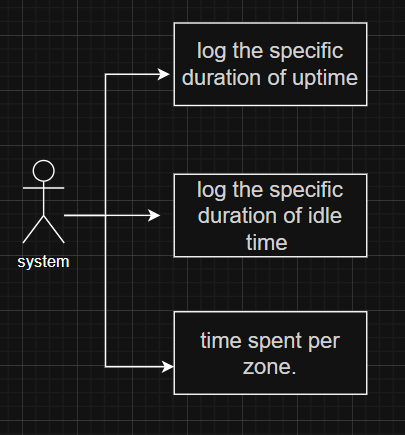 log the specific
duration of uptime
log the specific
duration of idle
time
system
time spent per
zone.